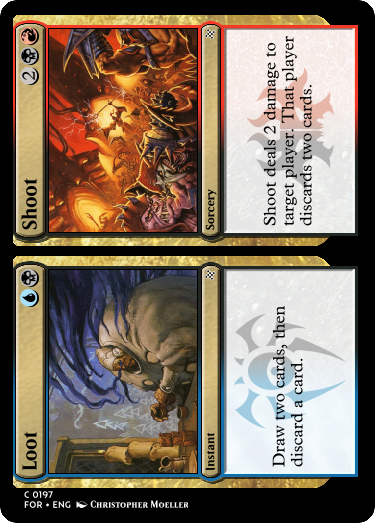 Loot
Instant
Draw two cards, then
discard a card.
2
Shoot
Sorcery
Shoot deals 2 damage to
target player. That player
discards two cards.
C 0197
FOR • ENG Christopher Moeller